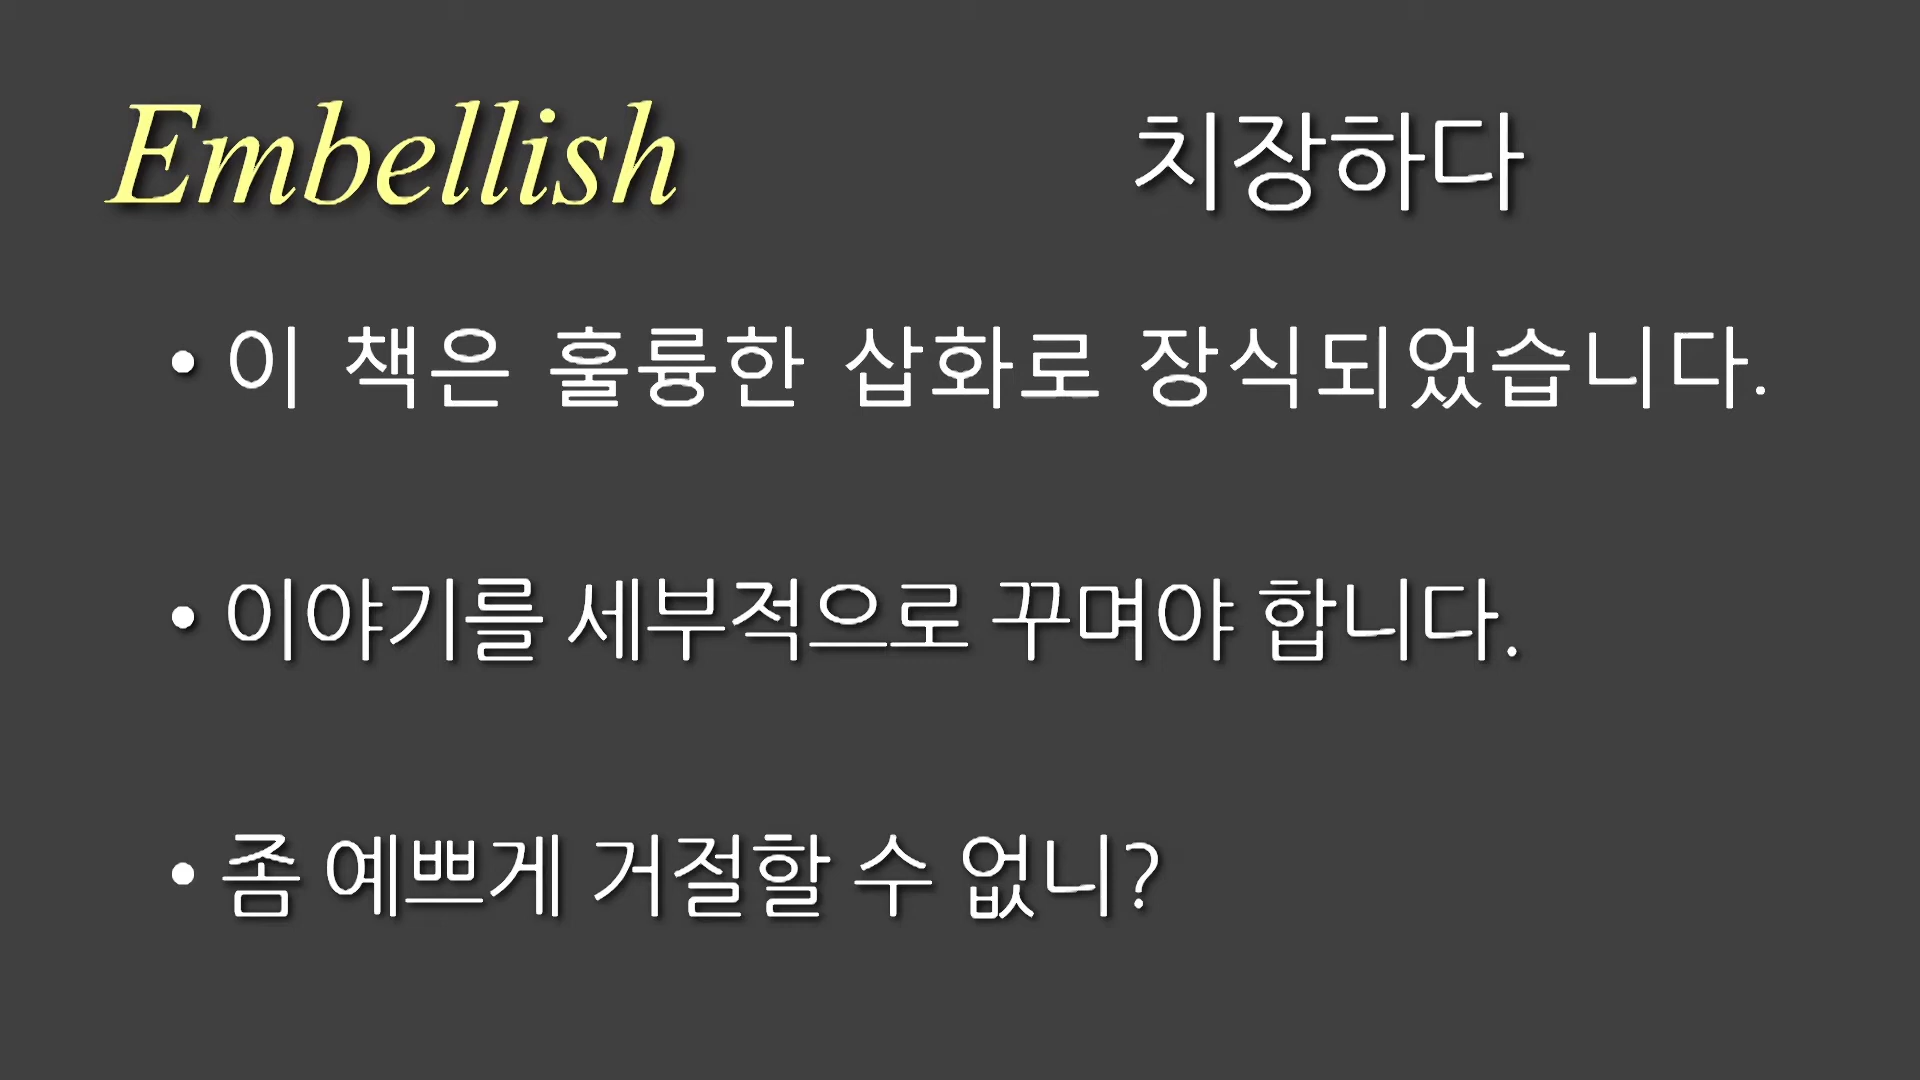 Embellish 치장하다
• 이 책은 훌륭한 삽화로 장식되었습니다.
• 이야기를 세부적으로 꾸며야 합니다.
• 좀 예쁘게 거절할 수 없니?